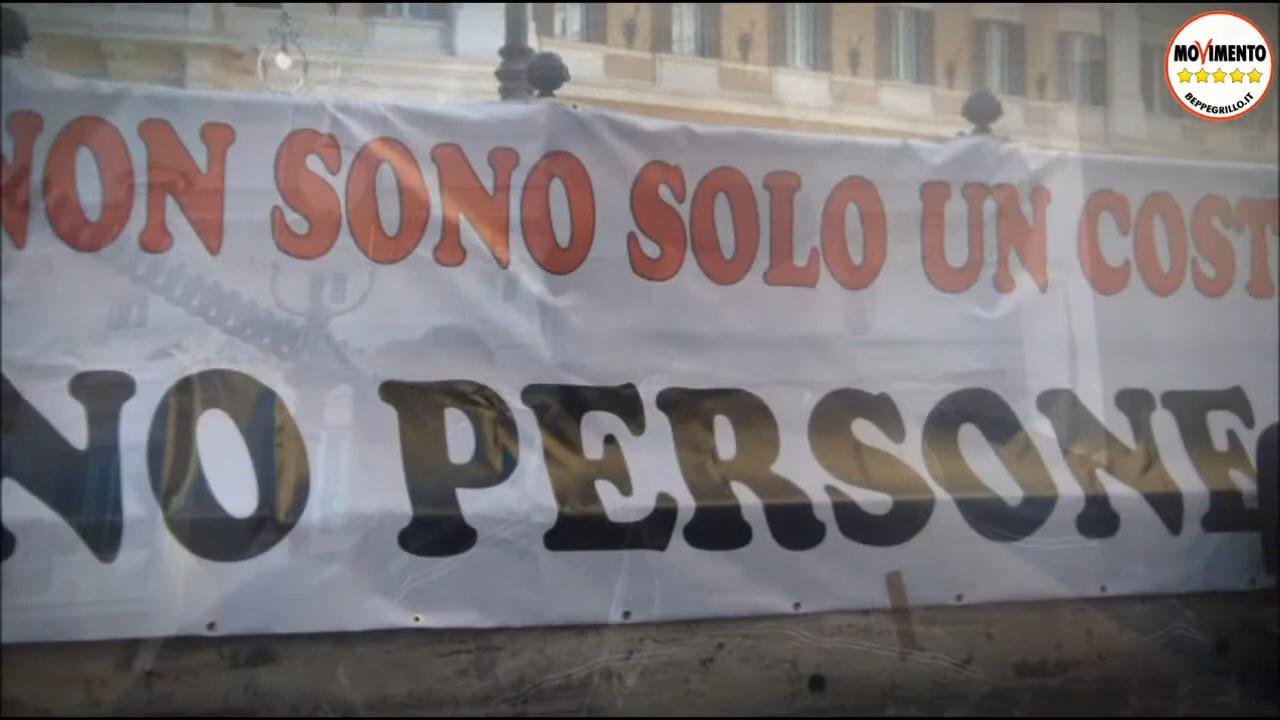 MOVIMENTO
BEPPEGRILLO.IT
NON SONO SOLO UN COST
NO PERSONE